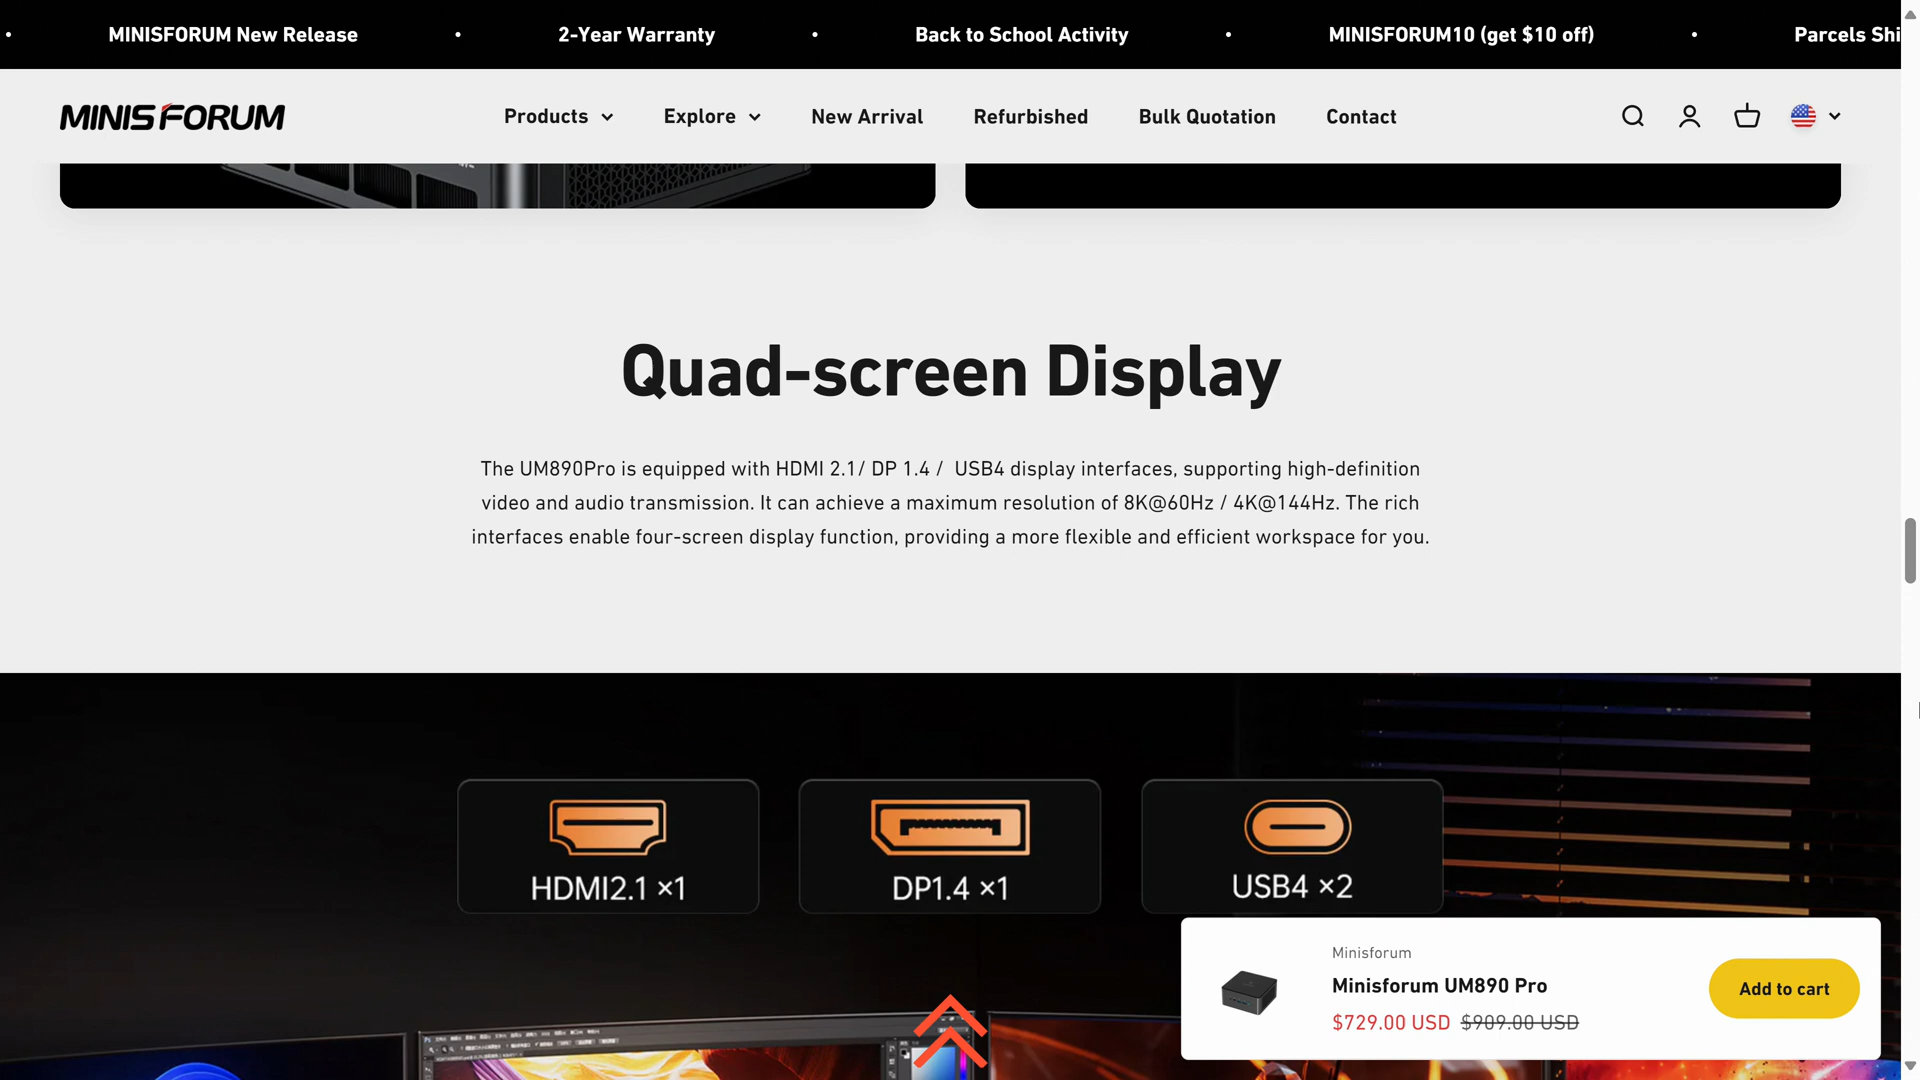 MINISFORUM New Release • 2-Year Warranty • Back to School Activity • MINISFORUM10 (get $10 off) • Parcels Shi
MINISFORUM Products Explore New Arrival Refurbished Bulk Quotation Contact
Quad-screen Display
The UM890Pro is equipped with HDMI 2.1/ DP 1.4 / USB4 display interfaces, supporting high-definition
video and audio transmission. It can achieve a maximum resolution of 8K@60Hz / 4K@144Hz. The rich
interfaces enable four-screen display function, providing a more flexible and efficient workspace for you.
HDMI2.1 ×1
DP1.4 ×1
USB4 ×2
Minisforum
Minisforum UM890 Pro
$729.00 USD $909.00 USD
Add to cart